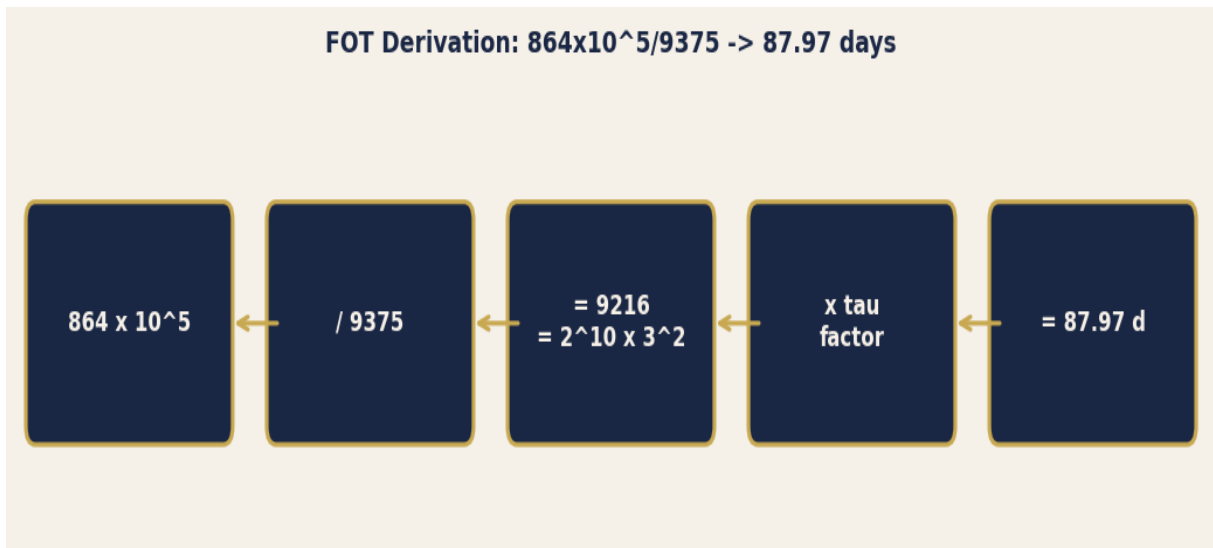 FOT Derivation: 864x10^5/9375 -> 87.97 days
864 x 10^5
/ 9375
= 9216
= 2^10 x 3^2
x tau
factor
= 87.97 d